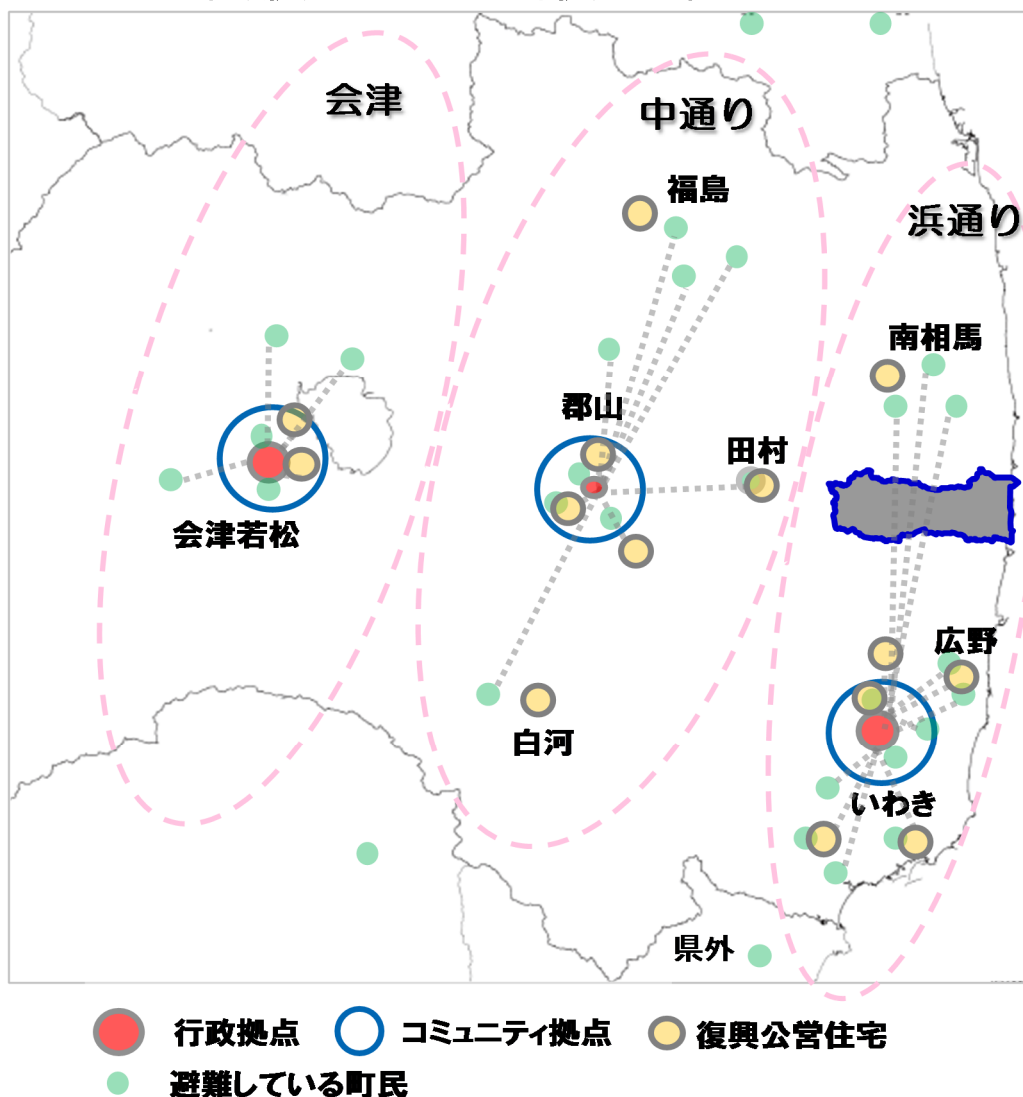 会津
中通り
福島
浜通り
南相馬
郡山
田村
会津若松
広野
白河
いわき
県外
行政拠点 コミュニティ拠点 復興公営住宅
避難している町民